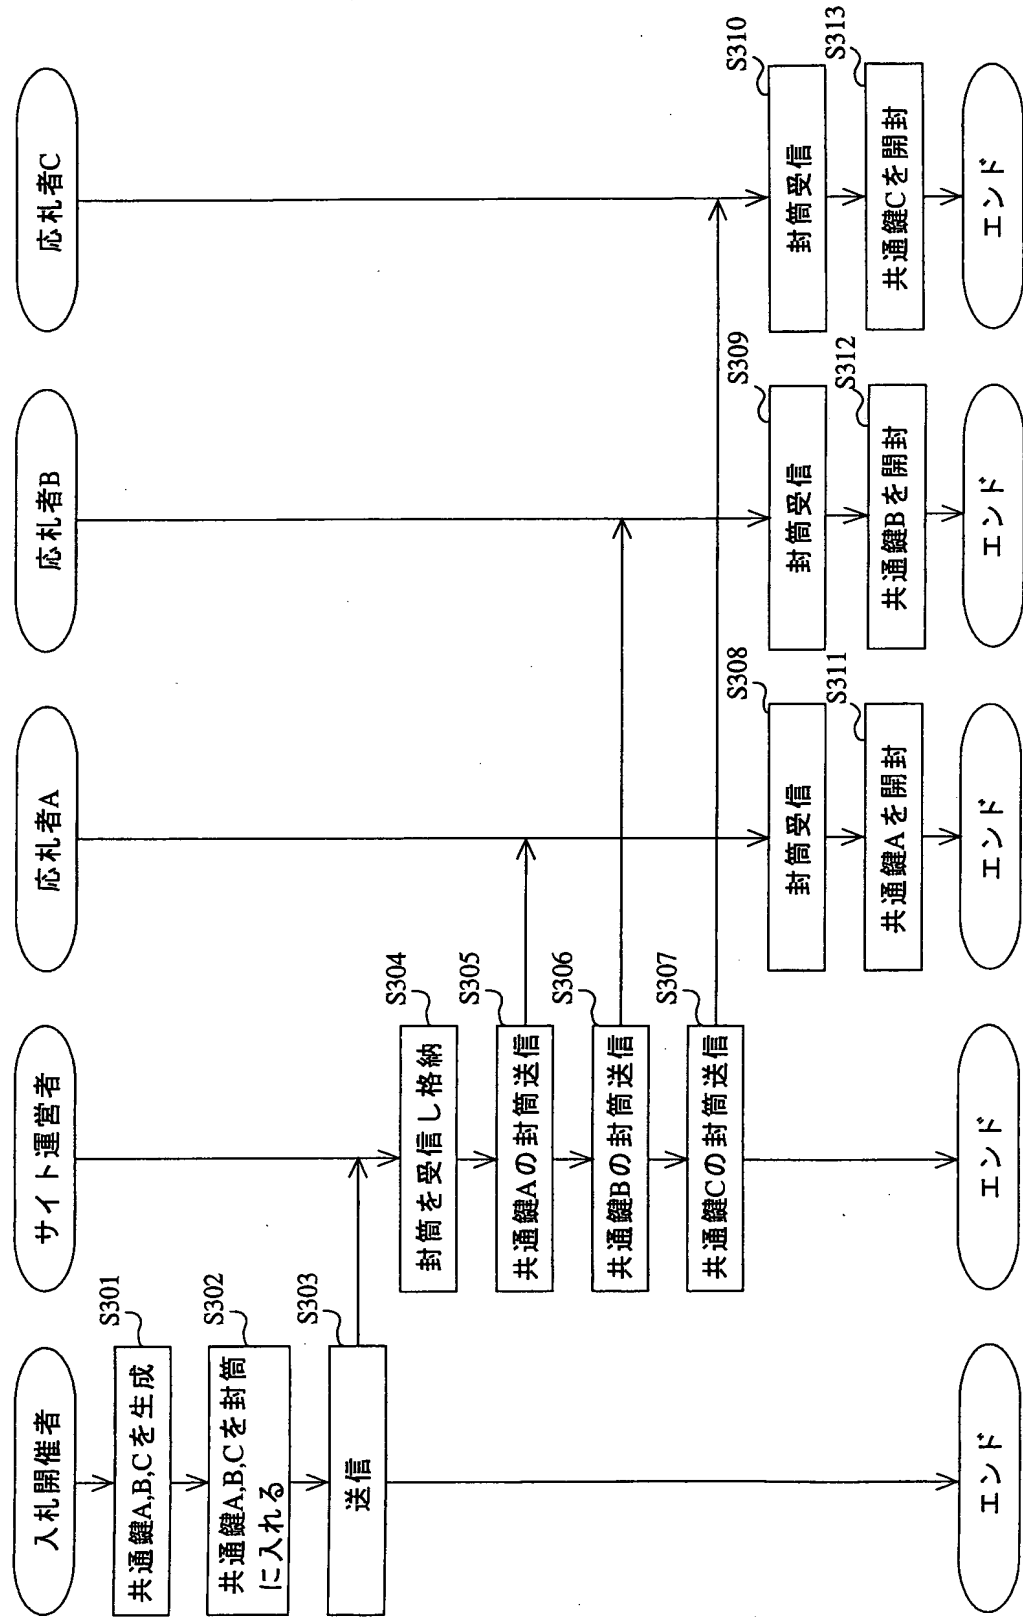 入札開催者
共通鍵A,B,Cを生成
S301
共通鍵A,B,Cを封筒
に入れる
S302
送信
S303
エンド
サイト運営者
封筒を受信し格納
S304
共通鍵Aの封筒送信
S305
共通鍵Bの封筒送信
S306
共通鍵Cの封筒送信
S307
エンド
応札者A
封筒受信
S308
共通鍵Aを開封
S311
エンド
応札者B
封筒受信
S309
共通鍵Bを開封
S312
エンド
応札者C
封筒受信
S310
共通鍵Cを開封
S313
エンド